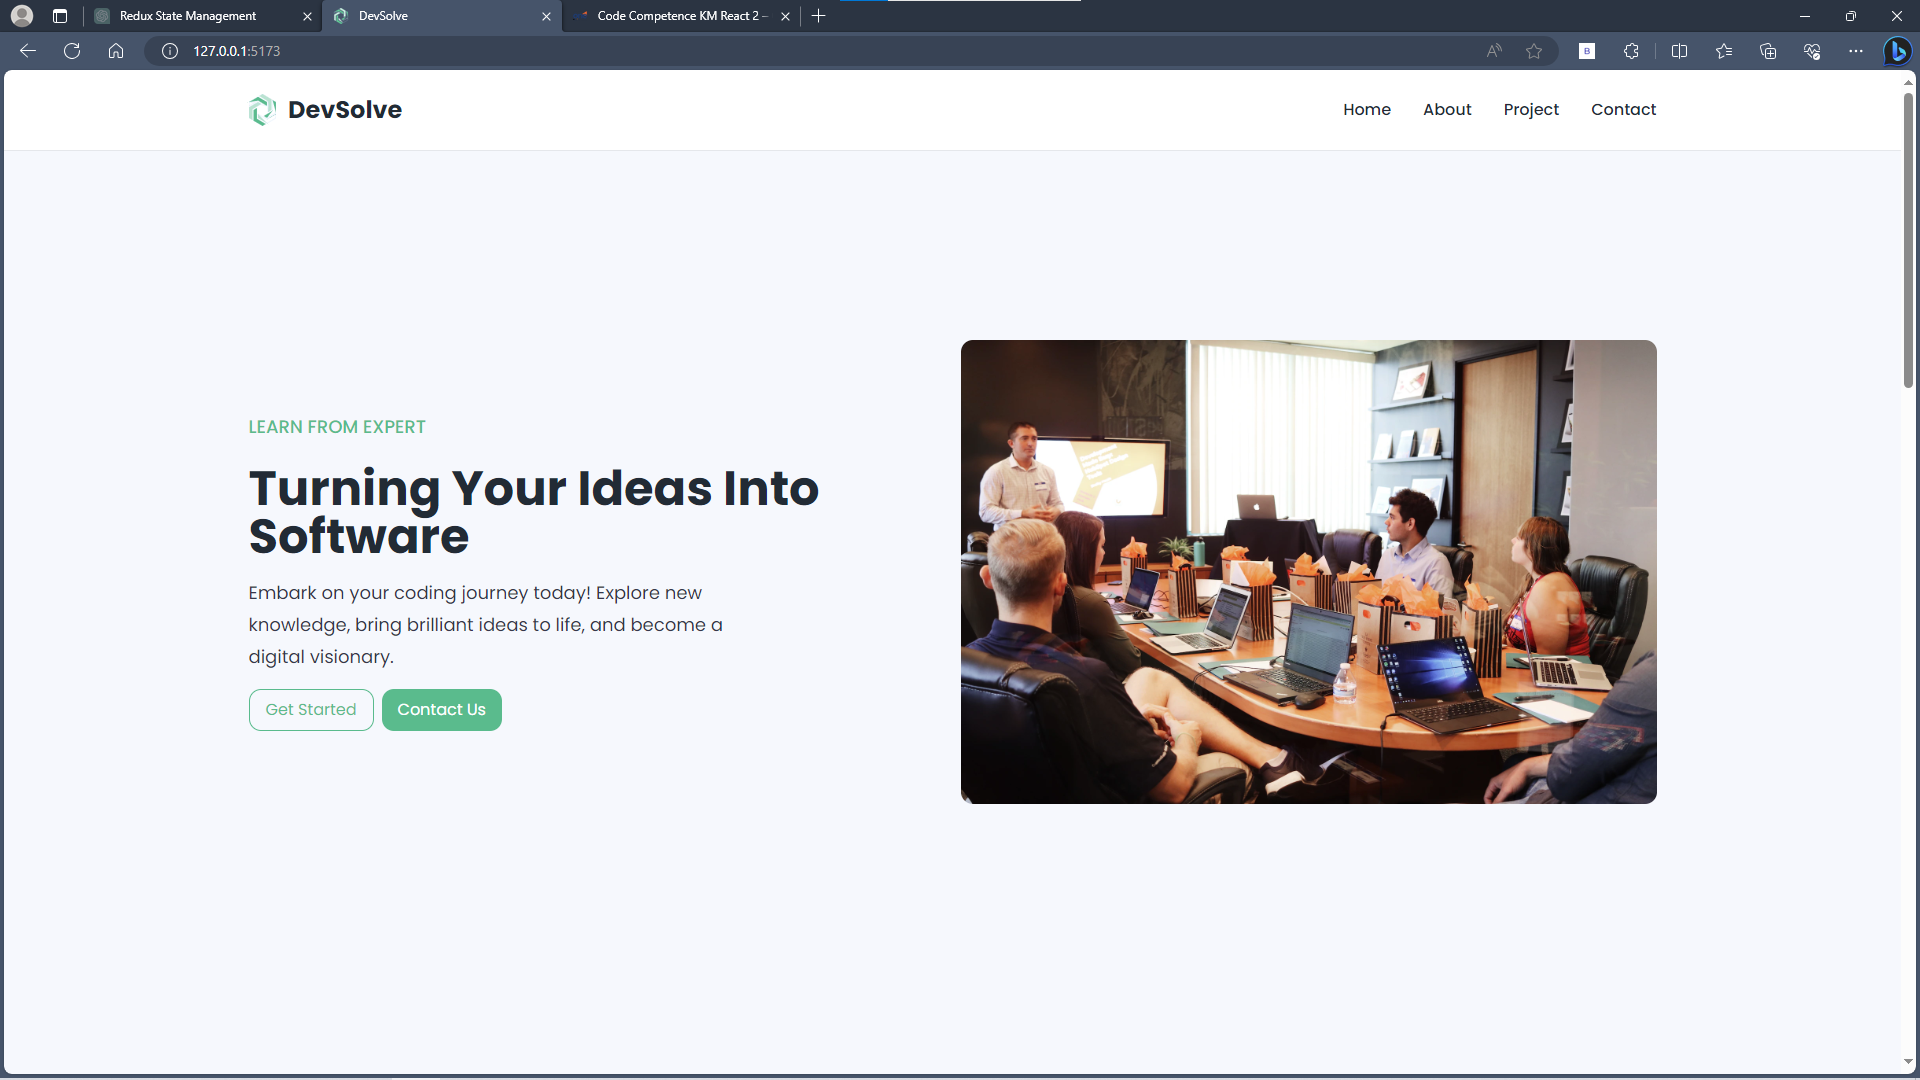 Redux State Management
DevSolve
Code Competence KM React 2 –
127.0.0.1:5173
DevSolve
Home
About
Project
Contact
LEARN FROM EXPERT
Turning Your Ideas Into
Software
Embark on your coding journey today! Explore new
knowledge, bring brilliant ideas to life, and become a
digital visionary.
Get Started
Contact Us